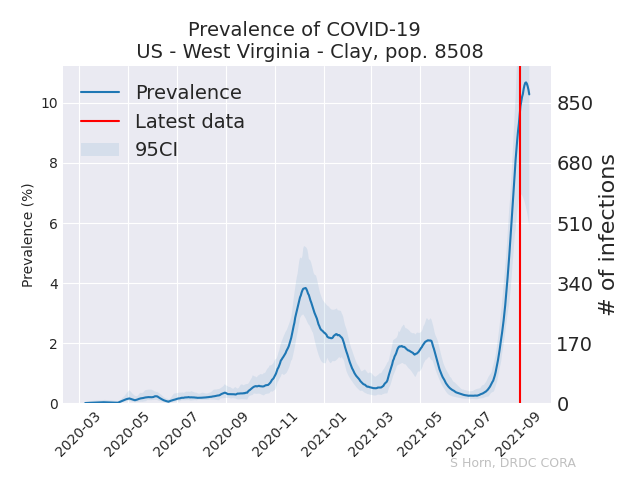 Prevalence of COVID-19
US - West Virginia - Clay, pop. 8508
Prevalence
Latest data
95CI
Prevalence (%)
10
8
6
4
2
0
850
680
510
340
170
0
# of infections
2020-03
2020-05
2020-07
2020-09
2020-11
2021-01
2021-03
2021-05
2021-07
2021-09
S Horn, DRDC CORA